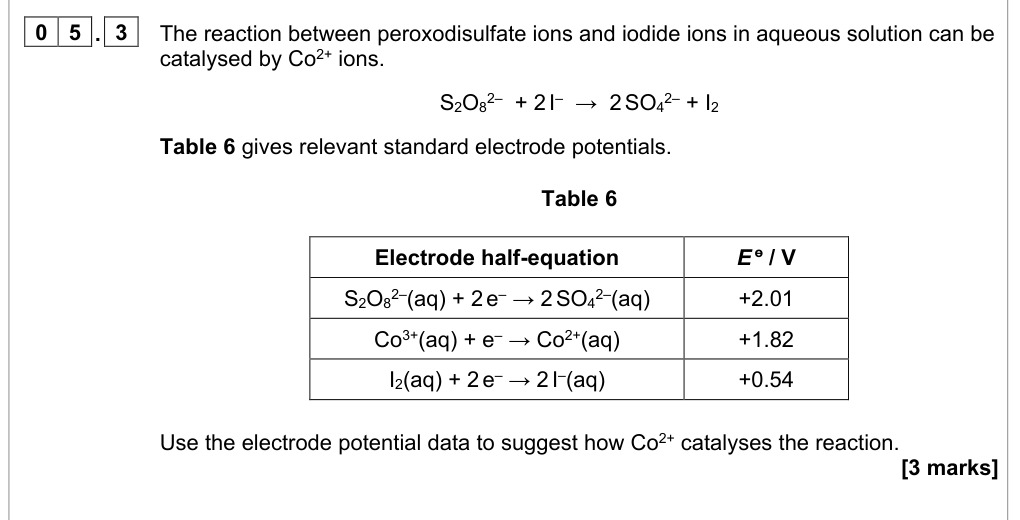 0 5 . 3 The reaction between peroxodisulfate ions and iodide ions in aqueous solution can be
catalysed by Co²⁺ ions.
S₂O₈²⁻ + 2 I⁻ → 2 SO₄²⁻ + I₂
Table 6 gives relevant standard electrode potentials.
Table 6
Electrode half-equation E⦵ / V
S₂O₈²⁻(aq) + 2 e⁻ → 2 SO₄²⁻(aq) +2.01
Co³⁺(aq) + e⁻ → Co²⁺(aq) +1.82
I₂(aq) + 2 e⁻ → 2 I⁻(aq) +0.54
Use the electrode potential data to suggest how Co²⁺ catalyses the reaction.
[3 marks]